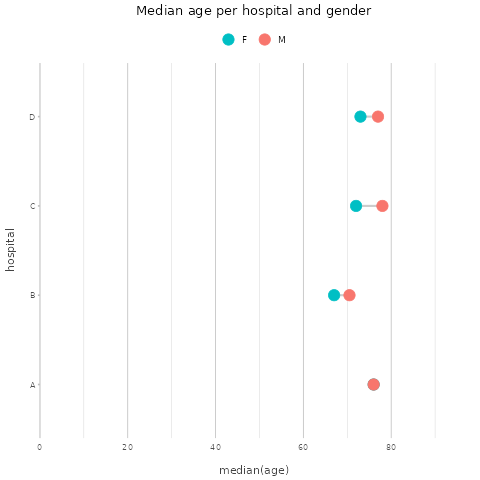 Median age per hospital and gender
F M
D
C
B
A
hospital
0 20 40 60 80
median(age)